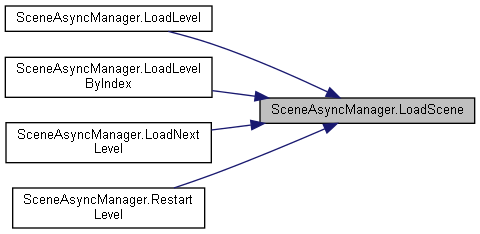 SceneAsyncManager.LoadLevel
SceneAsyncManager.LoadLevel
ByIndex
SceneAsyncManager.LoadScene
SceneAsyncManager.LoadNext
Level
SceneAsyncManager.Restart
Level